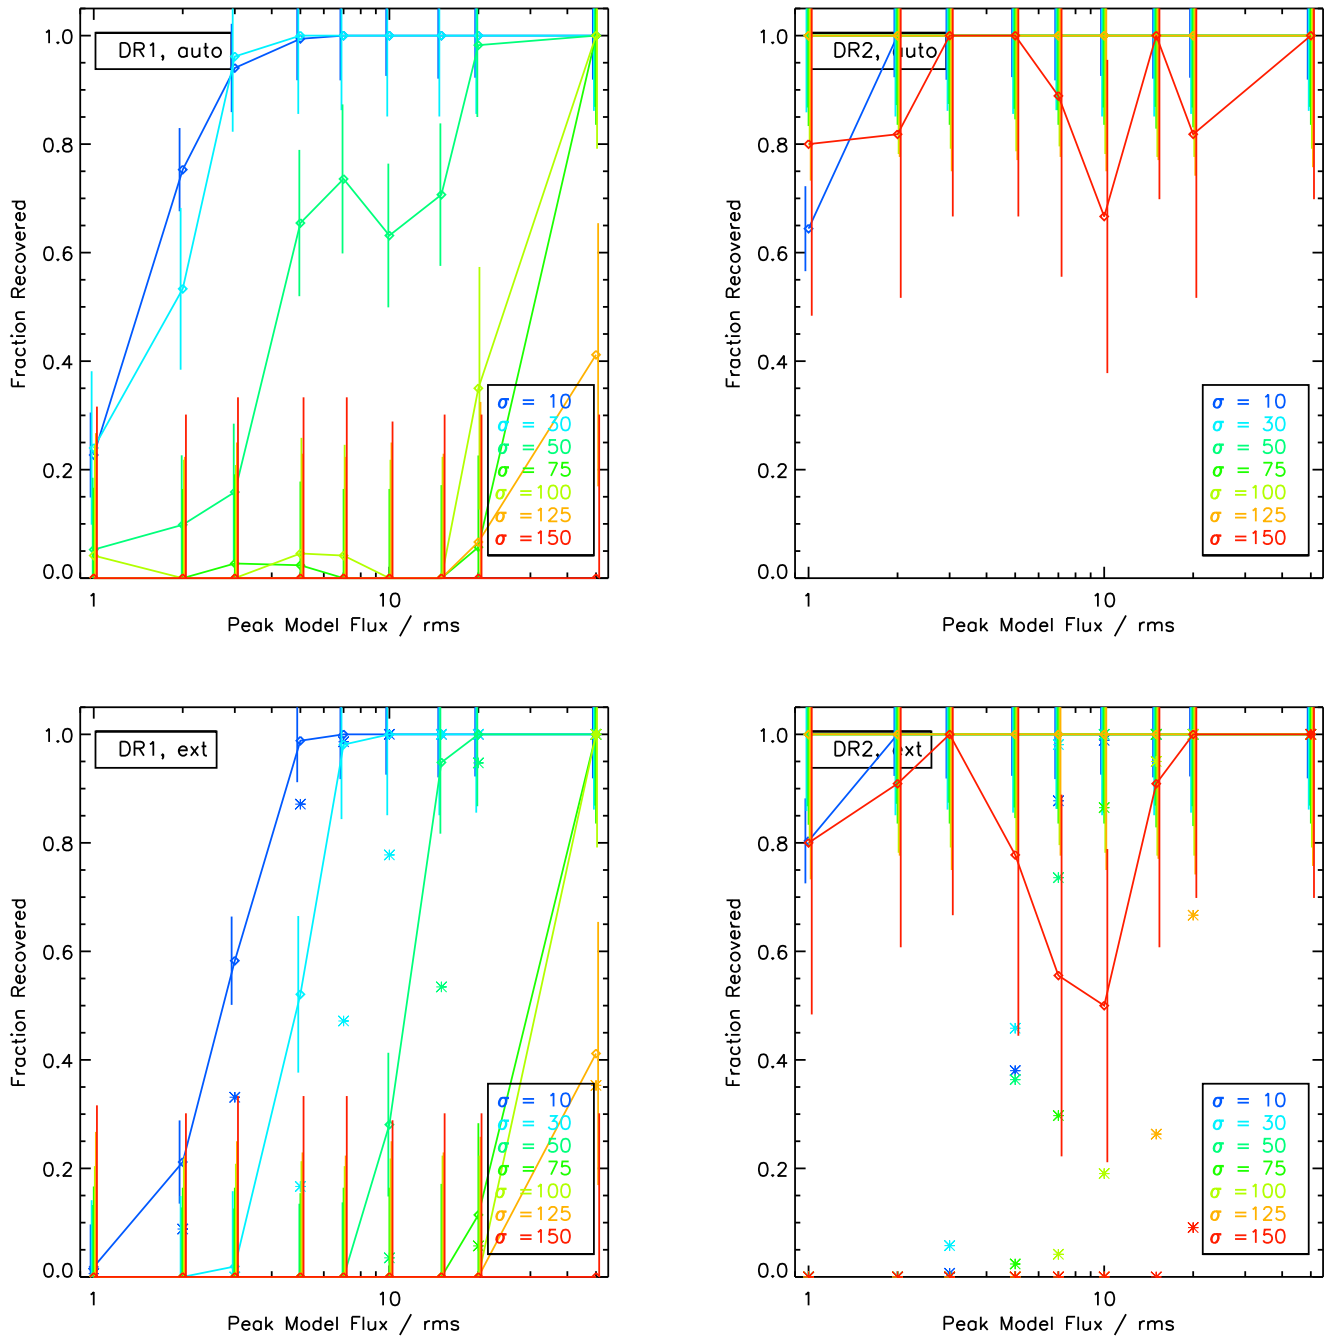 DR1, auto
1.0
0.8
0.6
0.4
0.2
0.0
Fraction Recovered
σ = 10
σ = 30
σ = 50
σ = 75
σ =100
σ =125
σ =150
1
10
Peak Model Flux / rms
DR2, auto
1.0
0.8
0.6
0.4
0.2
0.0
Fraction Recovered
σ = 10
σ = 30
σ = 50
σ = 75
σ =100
σ =125
σ =150
1
10
Peak Model Flux / rms
DR1, ext
1.0
0.8
0.6
0.4
0.2
0.0
Fraction Recovered
σ = 10
σ = 30
σ = 50
σ = 75
σ =100
σ =125
σ =150
1
10
Peak Model Flux / rms
DR2, ext
1.0
0.8
0.6
0.4
0.2
0.0
Fraction Recovered
σ = 10
σ = 30
σ = 50
σ = 75
σ =100
σ =125
σ =150
1
10
Peak Model Flux / rms